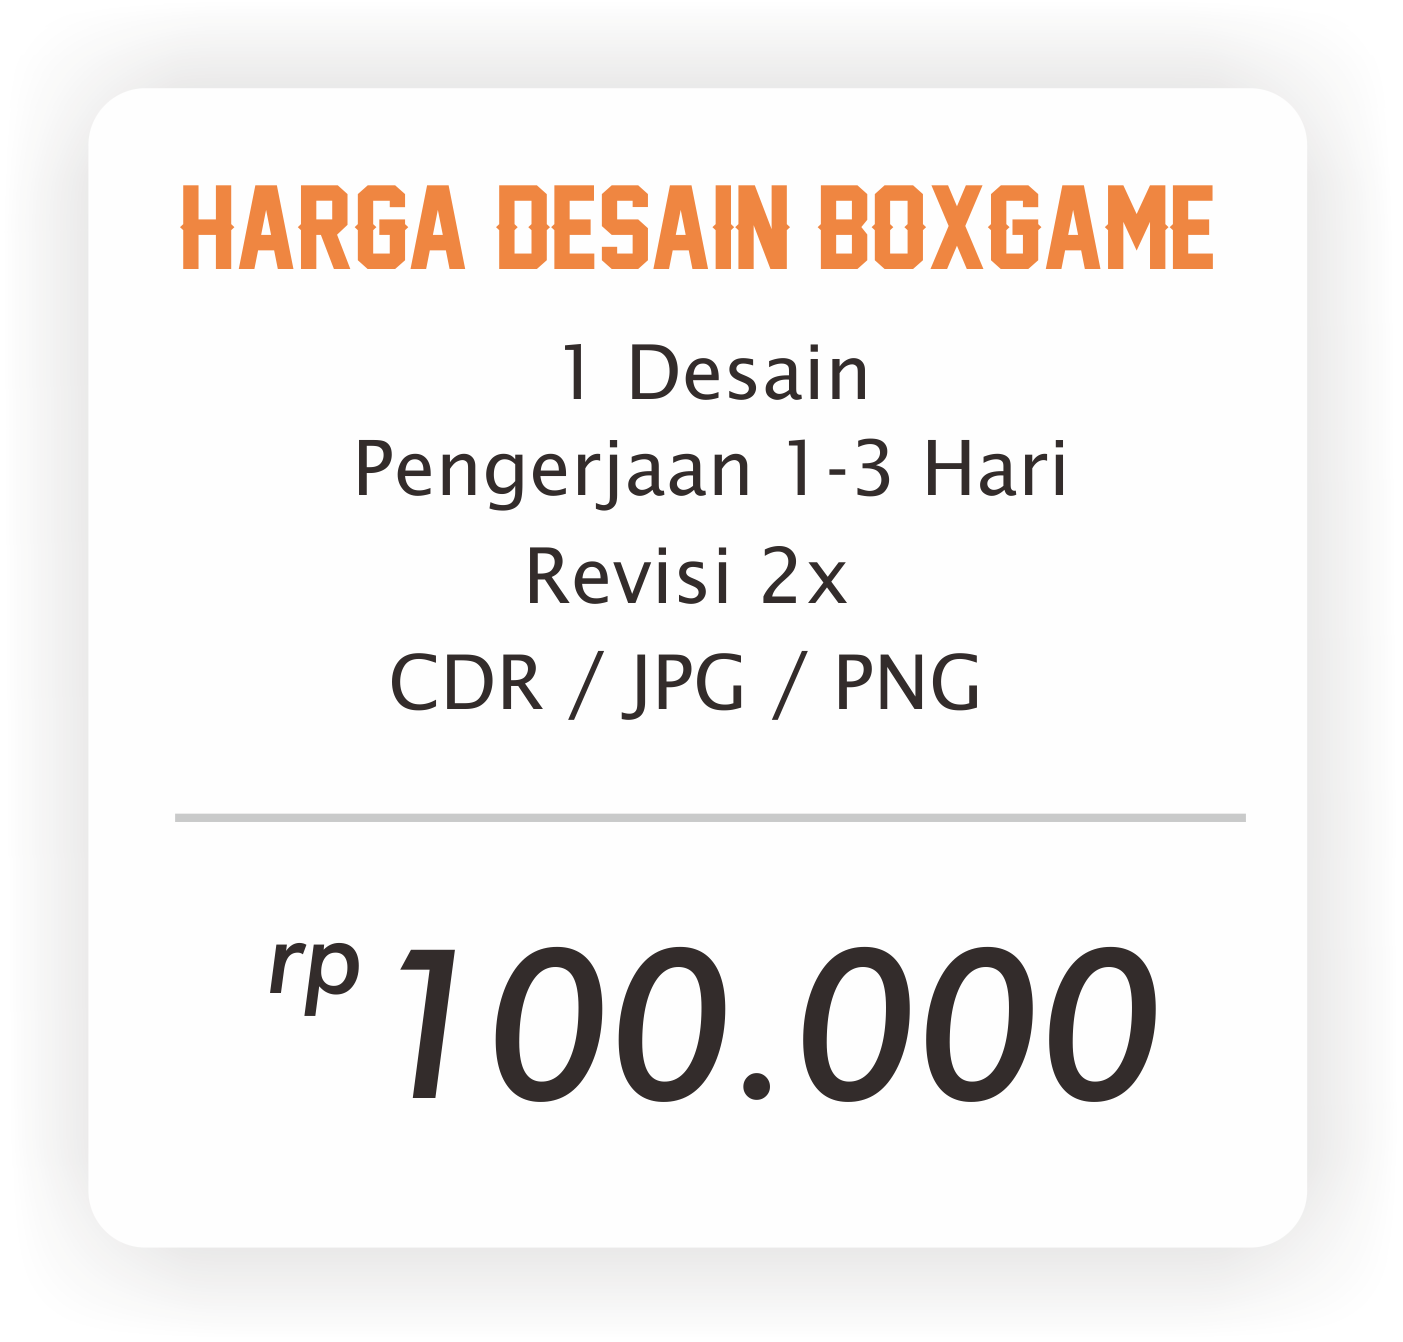 HARGA DESAIN BOXGAME
1 Desain
Pengerjaan 1-3 Hari
Revisi 2x
CDR / JPG / PNG
rp 100.000